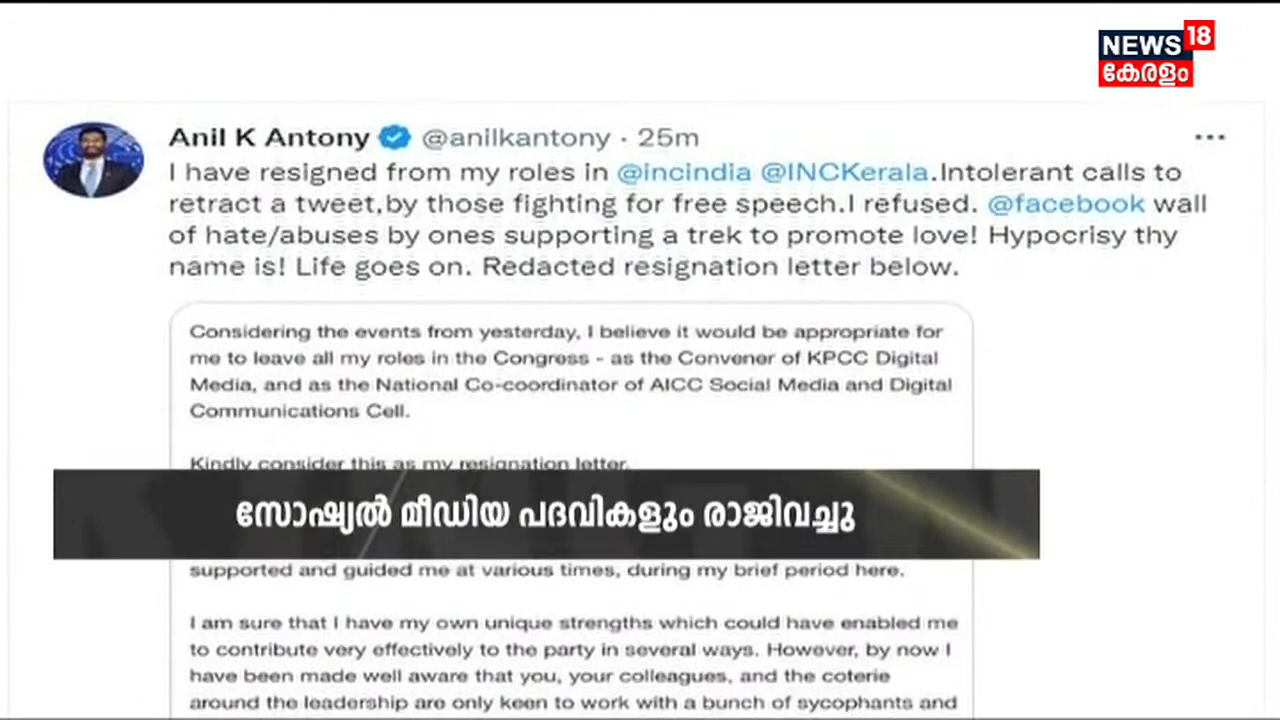 NEWS 18
കേരളം
Anil K Antony @anilkantony · 25m
I have resigned from my roles in @incindia @INCKerala.Intolerant calls to
retract a tweet,by those fighting for free speech.I refused. @facebook wall
of hate/abuses by ones supporting a trek to promote love! Hypocrisy thy
name is! Life goes on. Redacted resignation letter below.
Considering the events from yesterday, I believe it would be appropriate for
me to leave all my roles in the Congress - as the Convener of KPCC Digital
Media, and as the National Co-coordinator of AICC Social Media and Digital
Communications Cell.
Kindly consider this as my resignation letter.
സോഷ്യൽ മീഡിയ പദവികളും രാജിവച്ചു
supported and guided me at various times, during my brief period here.
I am sure that I have my own unique strengths which could have enabled me
to contribute very effectively to the party in several ways. However, by now I
have been made well aware that you, your colleagues, and the coterie
around the leadership are only keen to work with a bunch of sycophants and